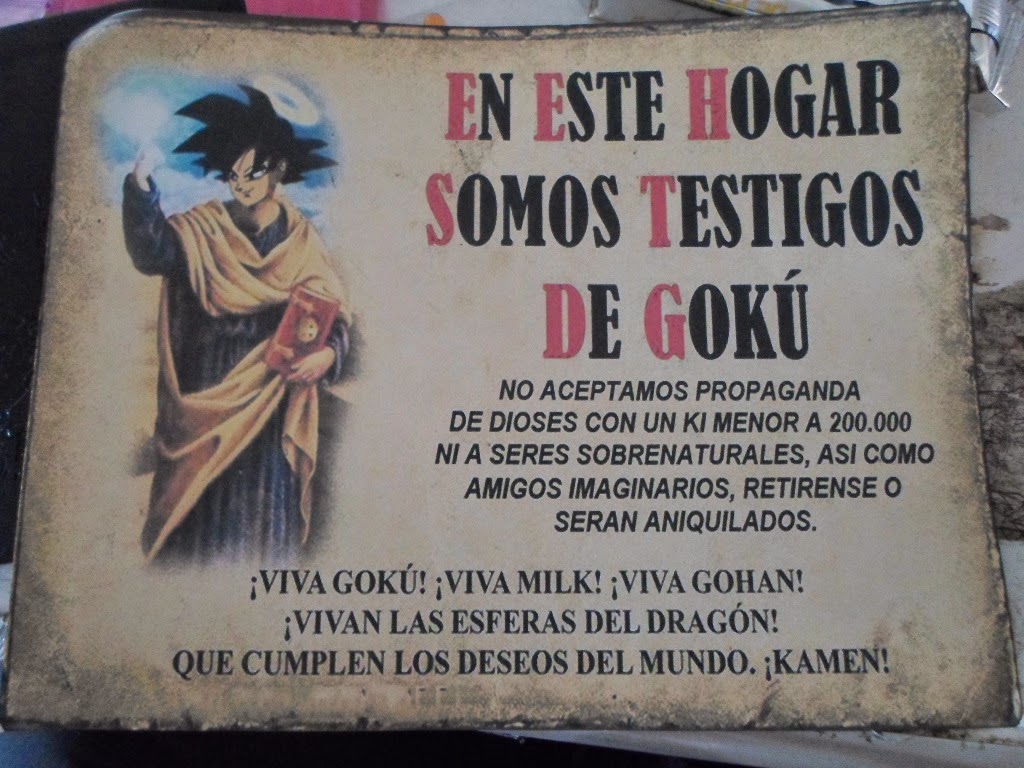 EN ESTE HOGAR
SOMOS TESTIGOS
DE GOKÚ
NO ACEPTAMOS PROPAGANDA
DE DIOSES CON UN KI MENOR A 200.000
NI A SERES SOBRENATURALES, ASI COMO
AMIGOS IMAGINARIOS, RETIRENSE O
SERAN ANIQUILADOS.
¡VIVA GOKÚ! ¡VIVA MILK! ¡VIVA GOHAN!
¡VIVAN LAS ESFERAS DEL DRAGÓN!
QUE CUMPLEN LOS DESEOS DEL MUNDO. ¡KAMEN!